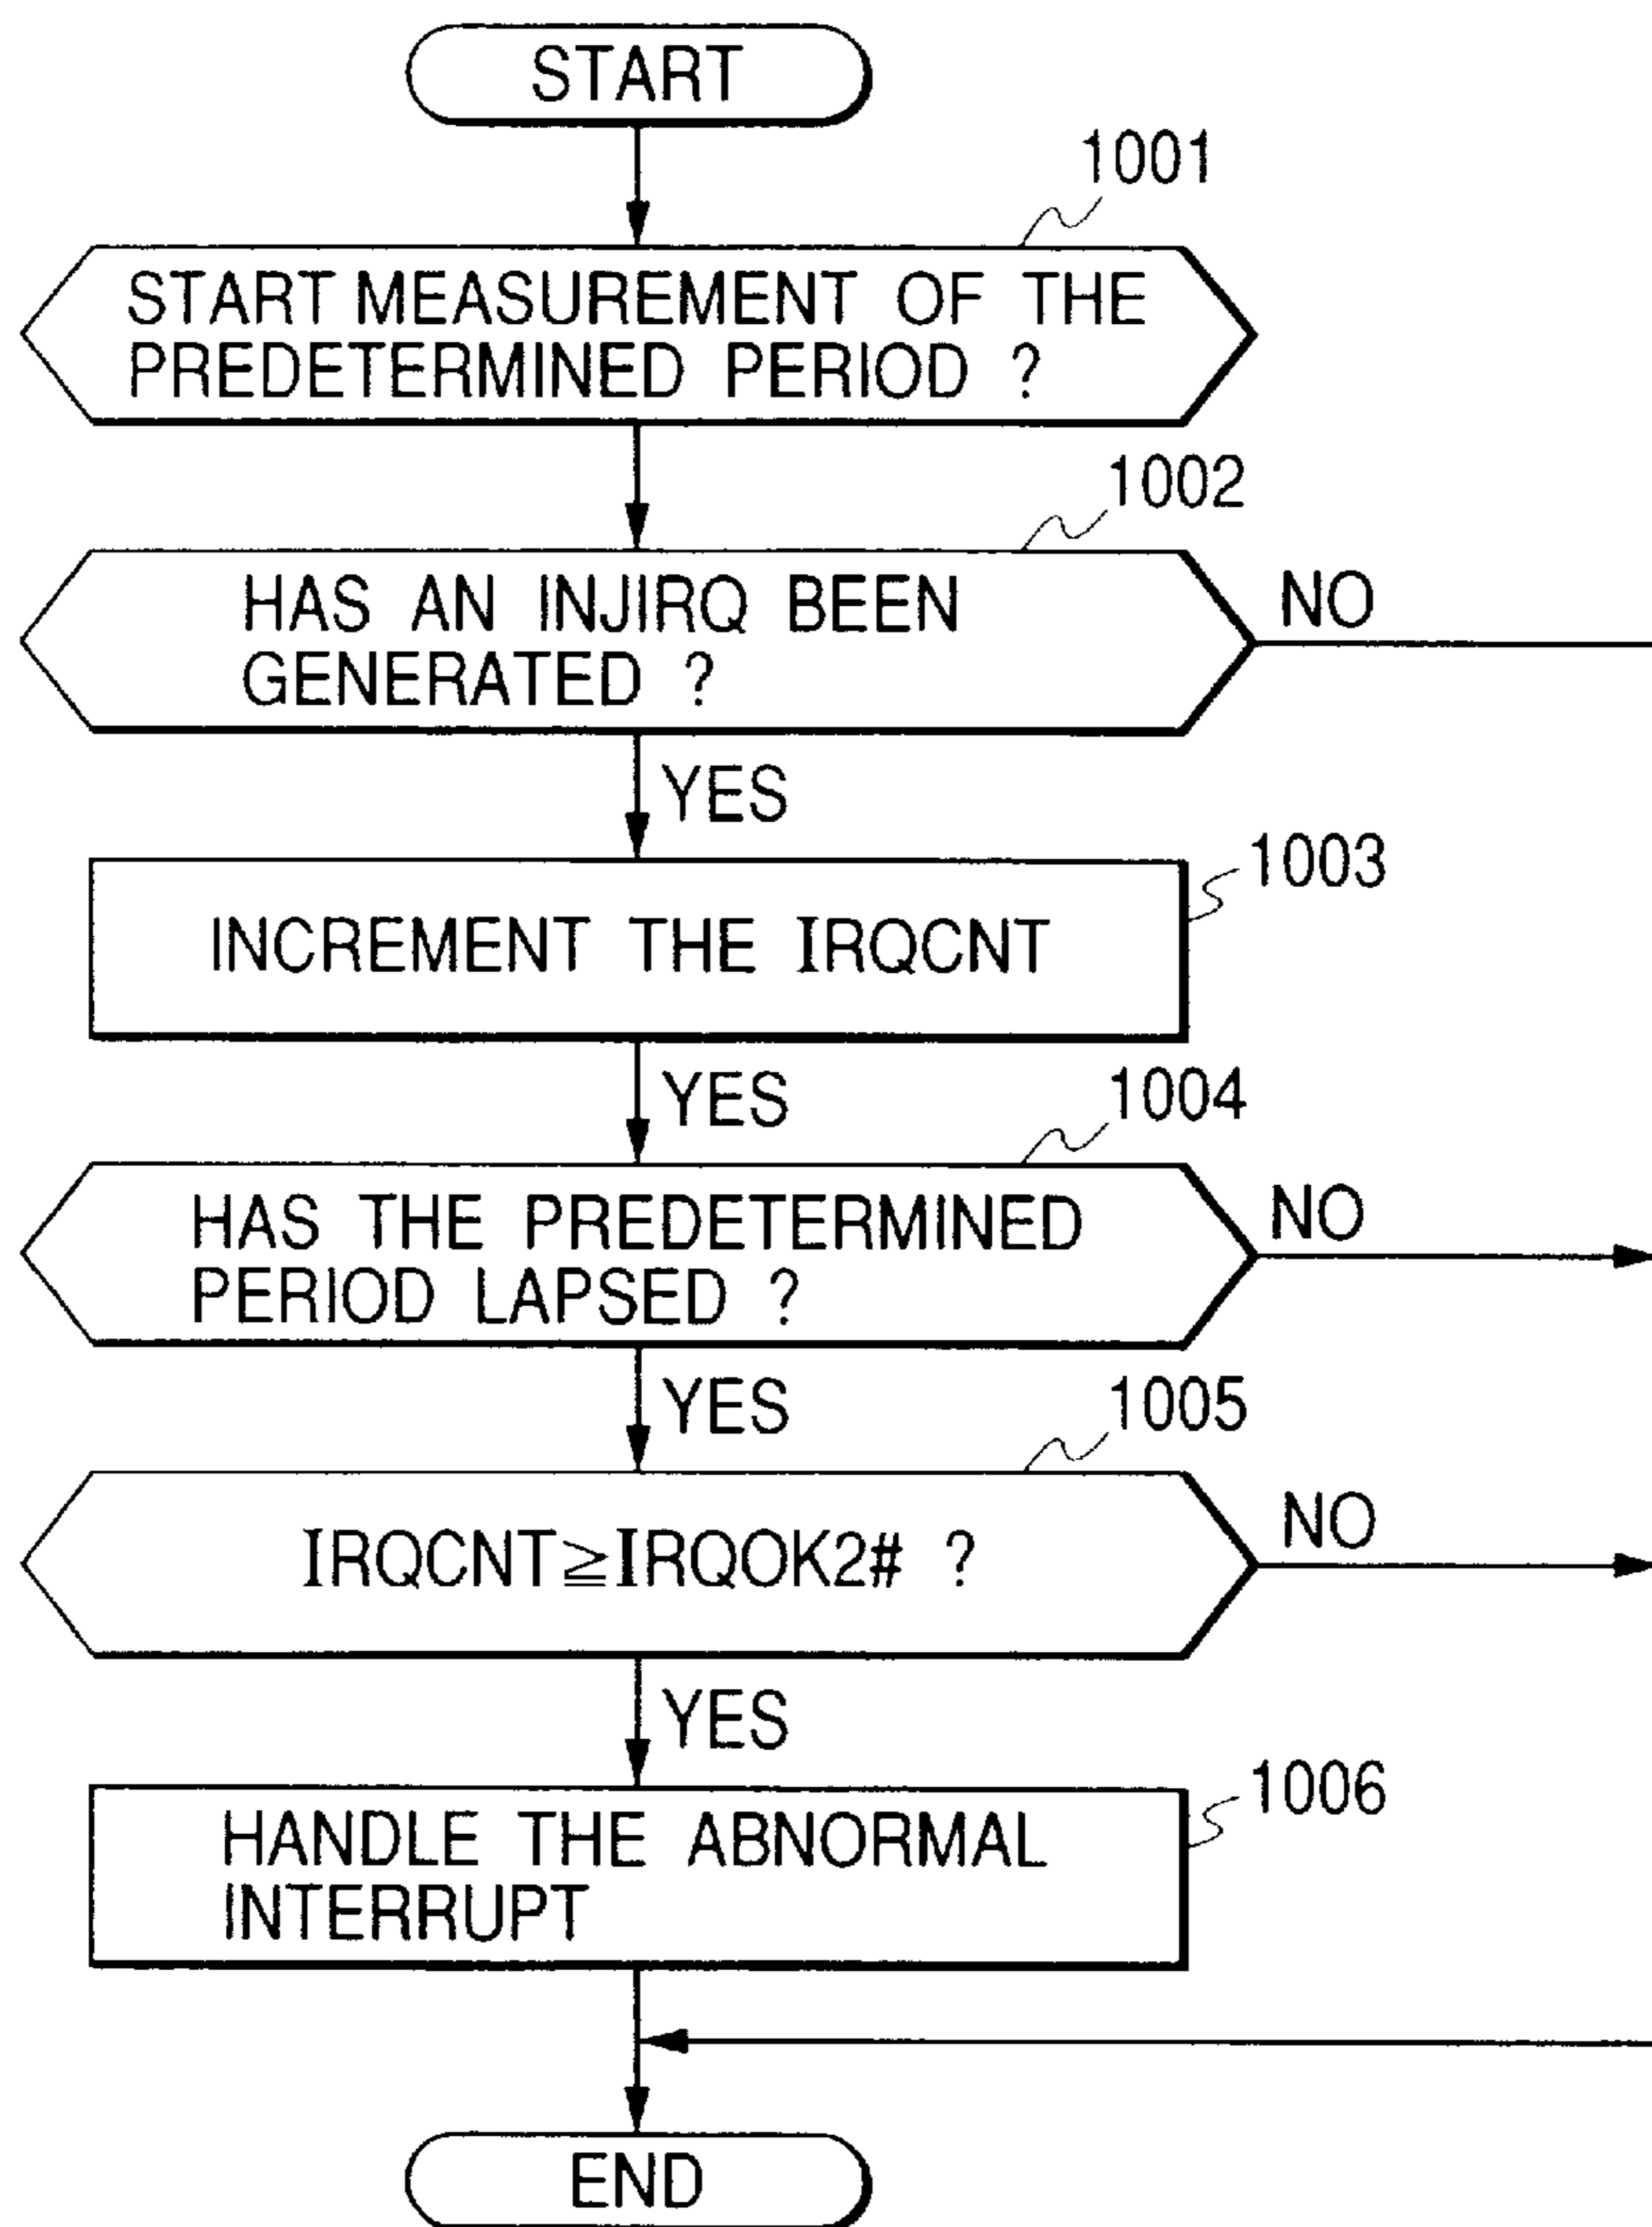 START
1001
START MEASUREMENT OF THE
PREDETERMINED PERIOD ?
1002
HAS AN INJIRQ BEEN
GENERATED ?
NO
YES
1003
INCREMENT THE IRQCNT
YES
1004
HAS THE PREDETERMINED
PERIOD LAPSED ?
NO
YES
1005
IRQCNT≧IRQOK2# ?
NO
YES
1006
HANDLE THE ABNORMAL
INTERRUPT
END